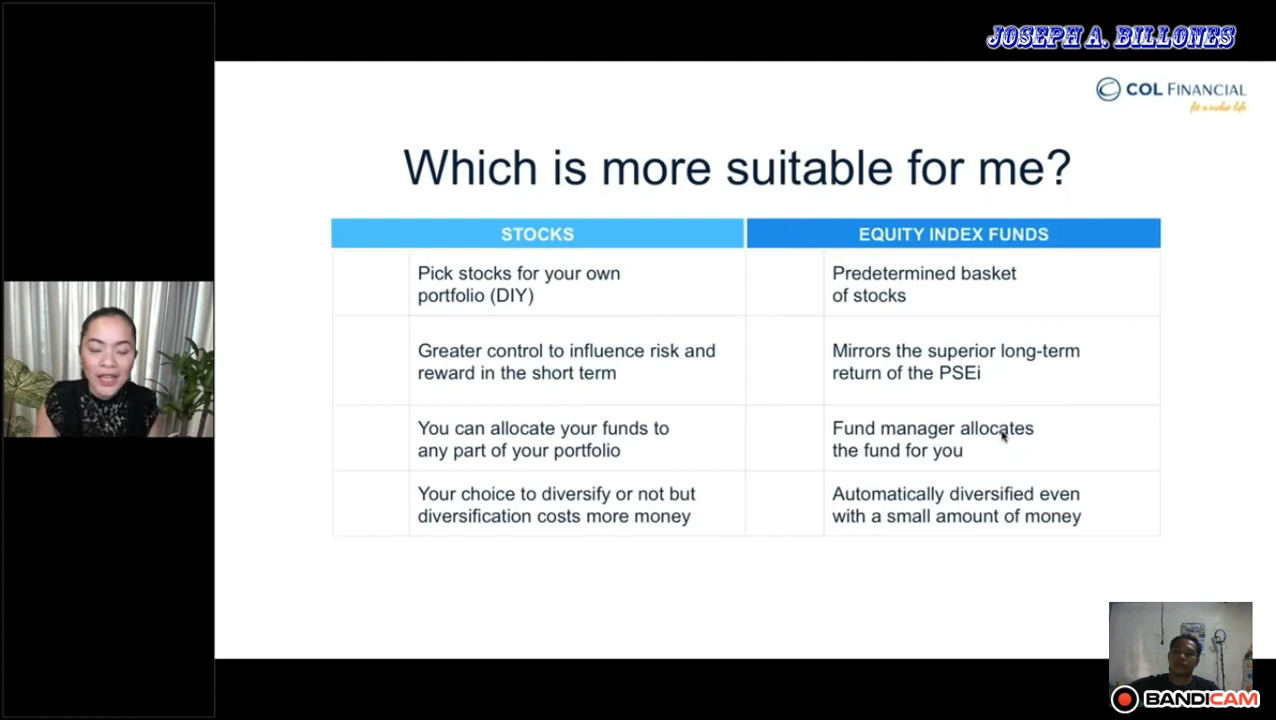 JOSEPH A. BILLONES
COL FINANCIAL
Which is more suitable for me?
STOCKS
EQUITY INDEX FUNDS
Pick stocks for your own
portfolio (DIY)
Predetermined basket
of stocks
Greater control to influence risk and
reward in the short term
Mirrors the superior long-term
return of the PSEi
You can allocate your funds to
any part of your portfolio
Fund manager allocates
the fund for you
Your choice to diversify or not but
diversification costs more money
Automatically diversified even
with a small amount of money
BANDICAM